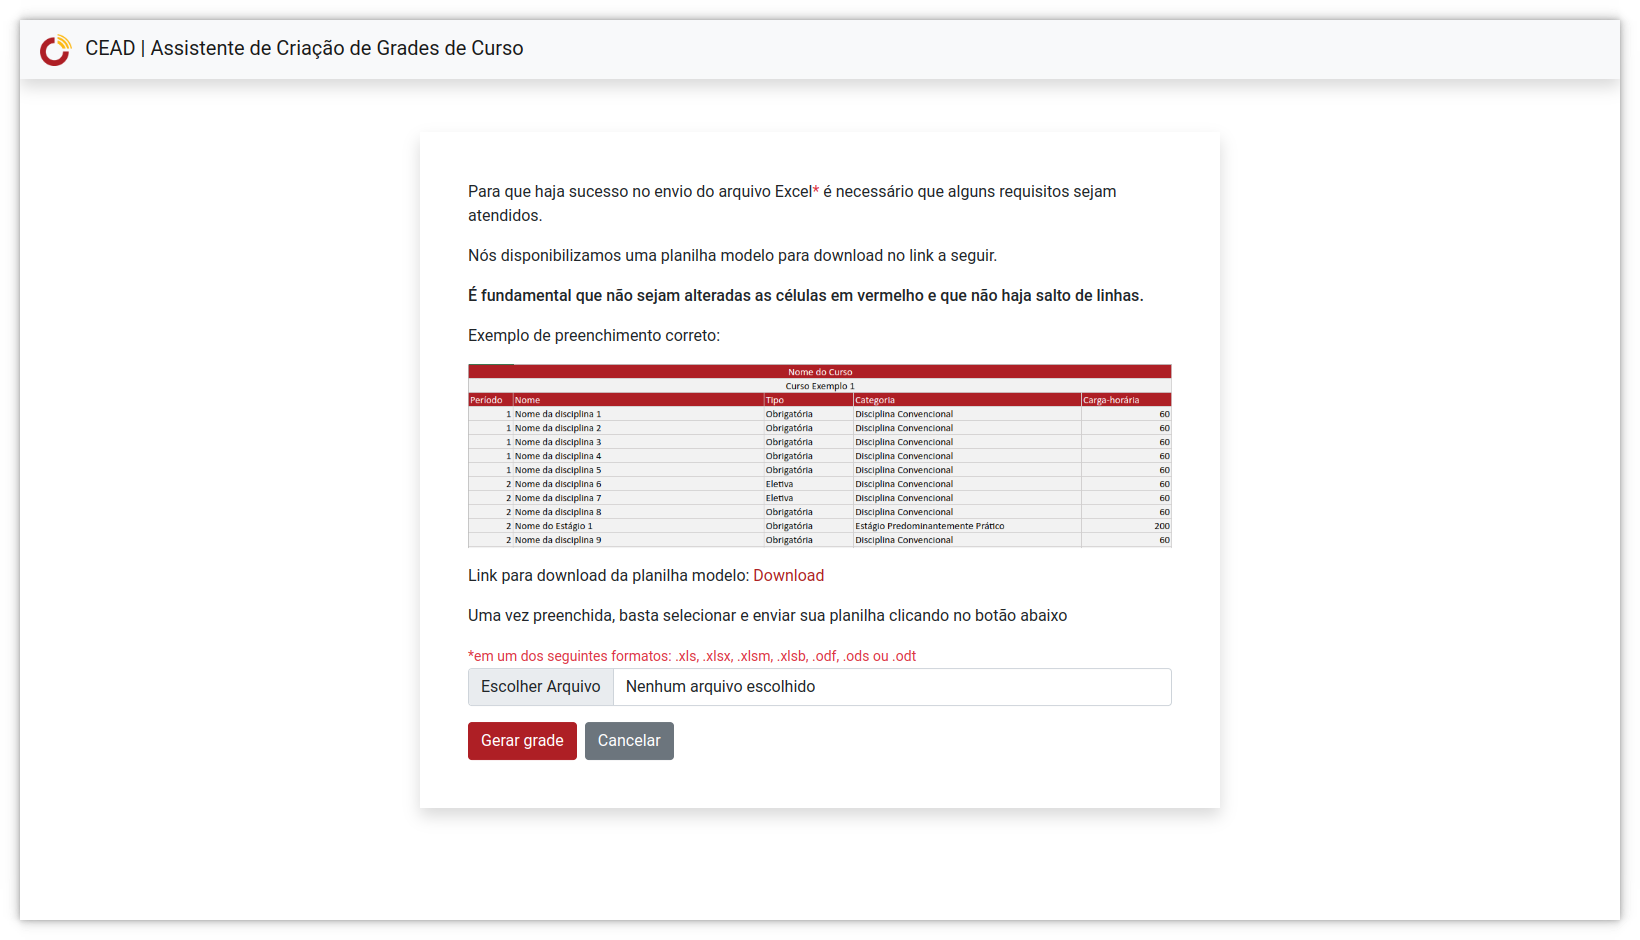 CEAD | Assistente de Criação de Grades de Curso
Para que haja sucesso no envio do arquivo Excel* é necessário que alguns requisitos sejam
atendidos.
Nós disponibilizamos uma planilha modelo para download no link a seguir.
É fundamental que não sejam alteradas as células em vermelho e que não haja salto de linhas.
Exemplo de preenchimento correto:
Nome do Curso
Curso Exemplo 1
Período Nome Tipo Categoria Carga-horária
1 Nome da disciplina 1 Obrigatória Disciplina Convencional 60
1 Nome da disciplina 2 Obrigatória Disciplina Convencional 60
1 Nome da disciplina 3 Obrigatória Disciplina Convencional 60
1 Nome da disciplina 4 Obrigatória Disciplina Convencional 60
1 Nome da disciplina 5 Obrigatória Disciplina Convencional 60
2 Nome da disciplina 6 Eletiva Disciplina Convencional 60
2 Nome da disciplina 7 Eletiva Disciplina Convencional 60
2 Nome da disciplina 8 Obrigatória Disciplina Convencional 60
2 Nome do Estágio 1 Obrigatória Estágio Predominantemente Prático 200
2 Nome da disciplina 9 Obrigatória Disciplina Convencional 60
Link para download da planilha modelo: Download
Uma vez preenchida, basta selecionar e enviar sua planilha clicando no botão abaixo
*em um dos seguintes formatos: .xls, .xlsx, .xlsm, .xlsb, .odf, .ods ou .odt
Escolher Arquivo Nenhum arquivo escolhido
Gerar grade Cancelar